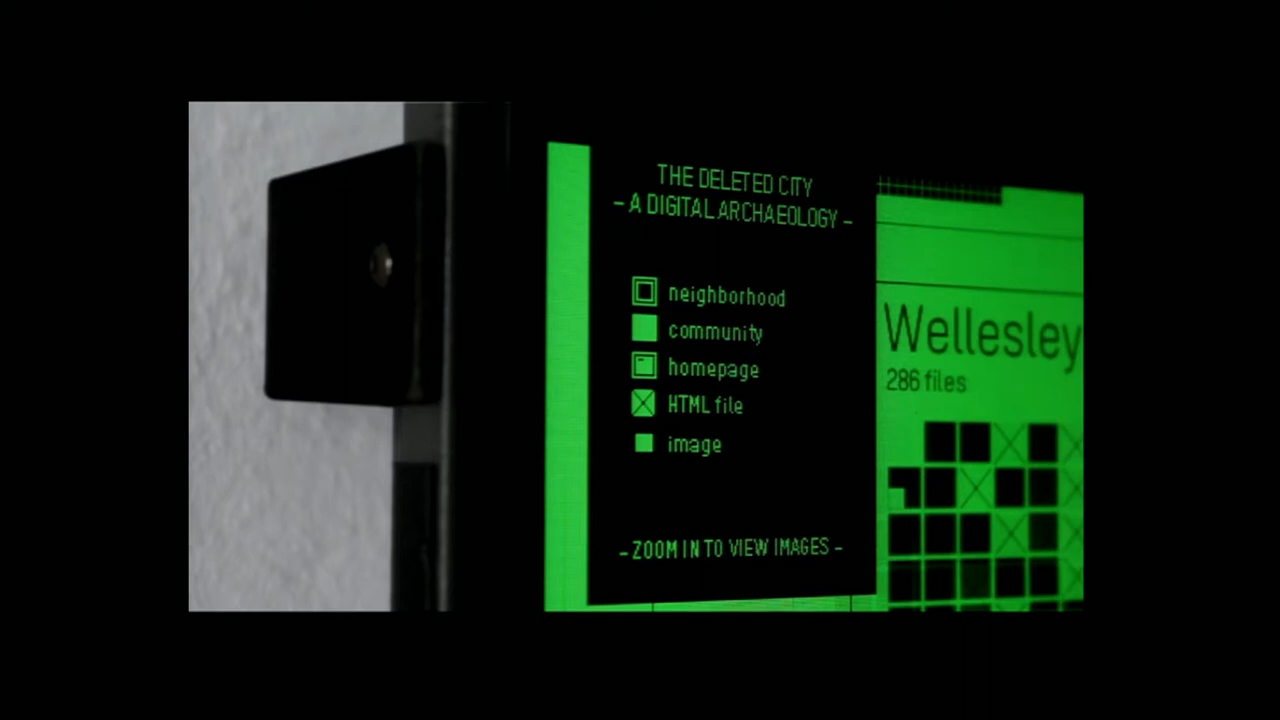 THE DELETED CITY
– A DIGITAL ARCHAEOLOGY –
neighborhood
community
homepage
HTML file
image
– ZOOM IN TO VIEW IMAGES –
Wellesley
286 files